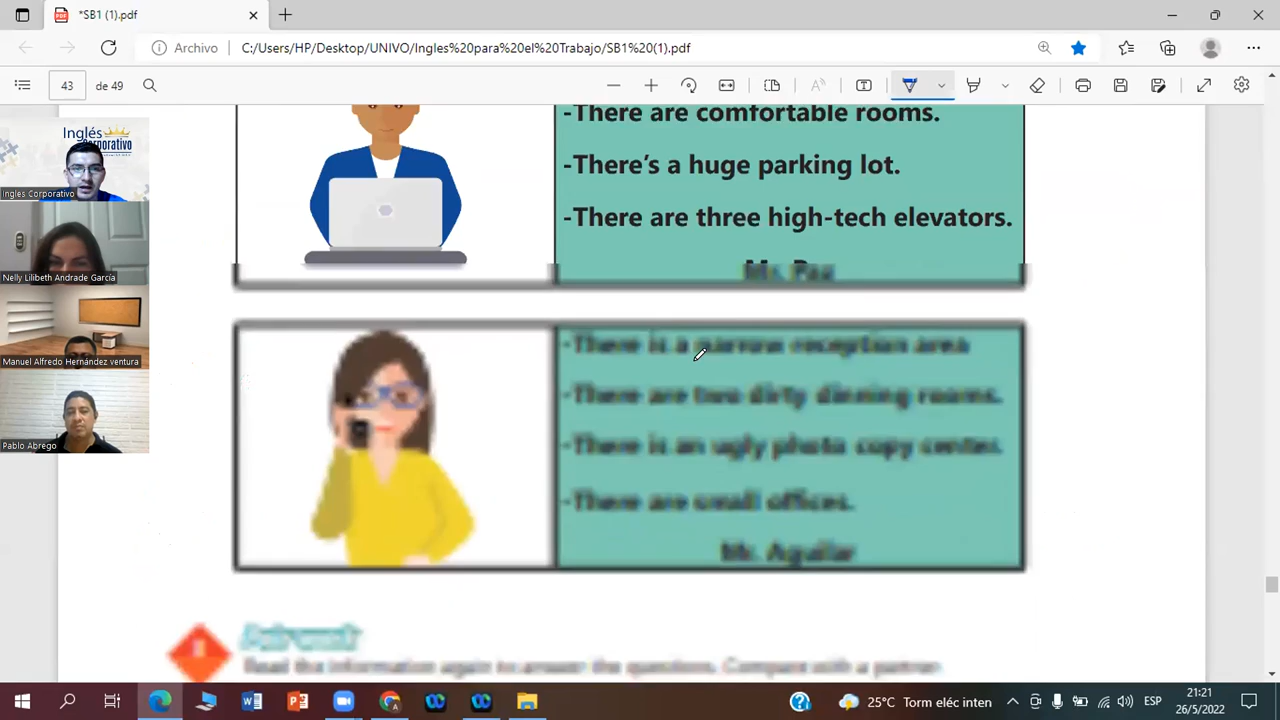 *SB1 (1).pdf
Archivo
C:/Users/HP/Desktop/UNIVO/Ingles%20para%20el%20Trabajo/SB1%20(1).pdf
43 de 49
-There are comfortable rooms.
-There's a huge parking lot.
-There are three high-tech elevators.
Mr. Paz
-There is a narrow reception area
-There are two dirty dinning rooms.
-There is an ugly photo copy center.
-There are small offices.
Mr. Aguilar
Read the information again to answer the questions. Compare with a partner.
Inglés
Corporativo
Ingles Corporativo
Nelly Lilibeth Andrade García
Manuel Alfredo Hernández ventura
Pablo Abrego
25°C Torm eléc inten
ESP
21:21
26/5/2022